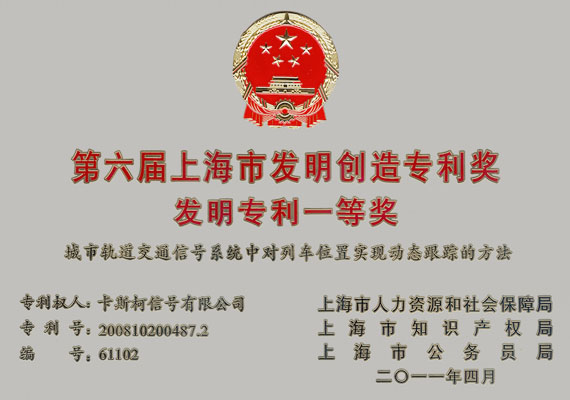 第六届上海市发明创造专利奖
发明专利一等奖
城市轨道交通信号系统中对列车位置实现动态跟踪的方法
专利权人：卡斯柯信号有限公司
专利号：200810200487.2
编号：61102
上海市人力资源和社会保障局
上海市知识产权局
上海市公务员局
二〇一一年四月